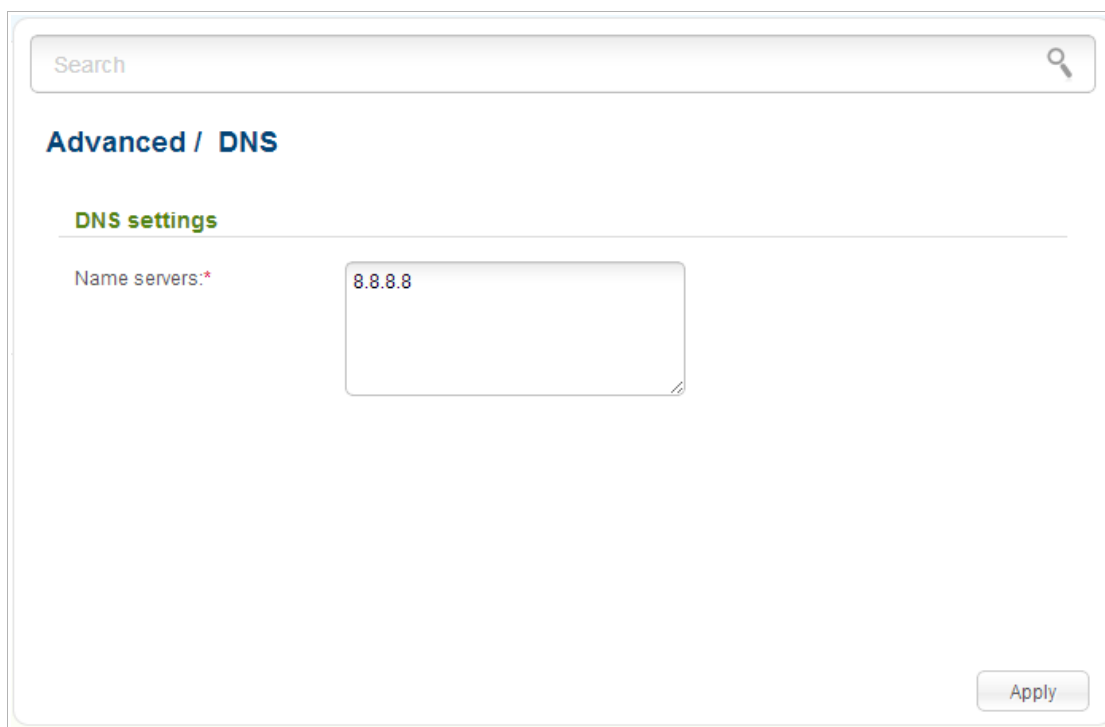 Search
Advanced / DNS
DNS settings
Name servers:*
8.8.8.8
Apply